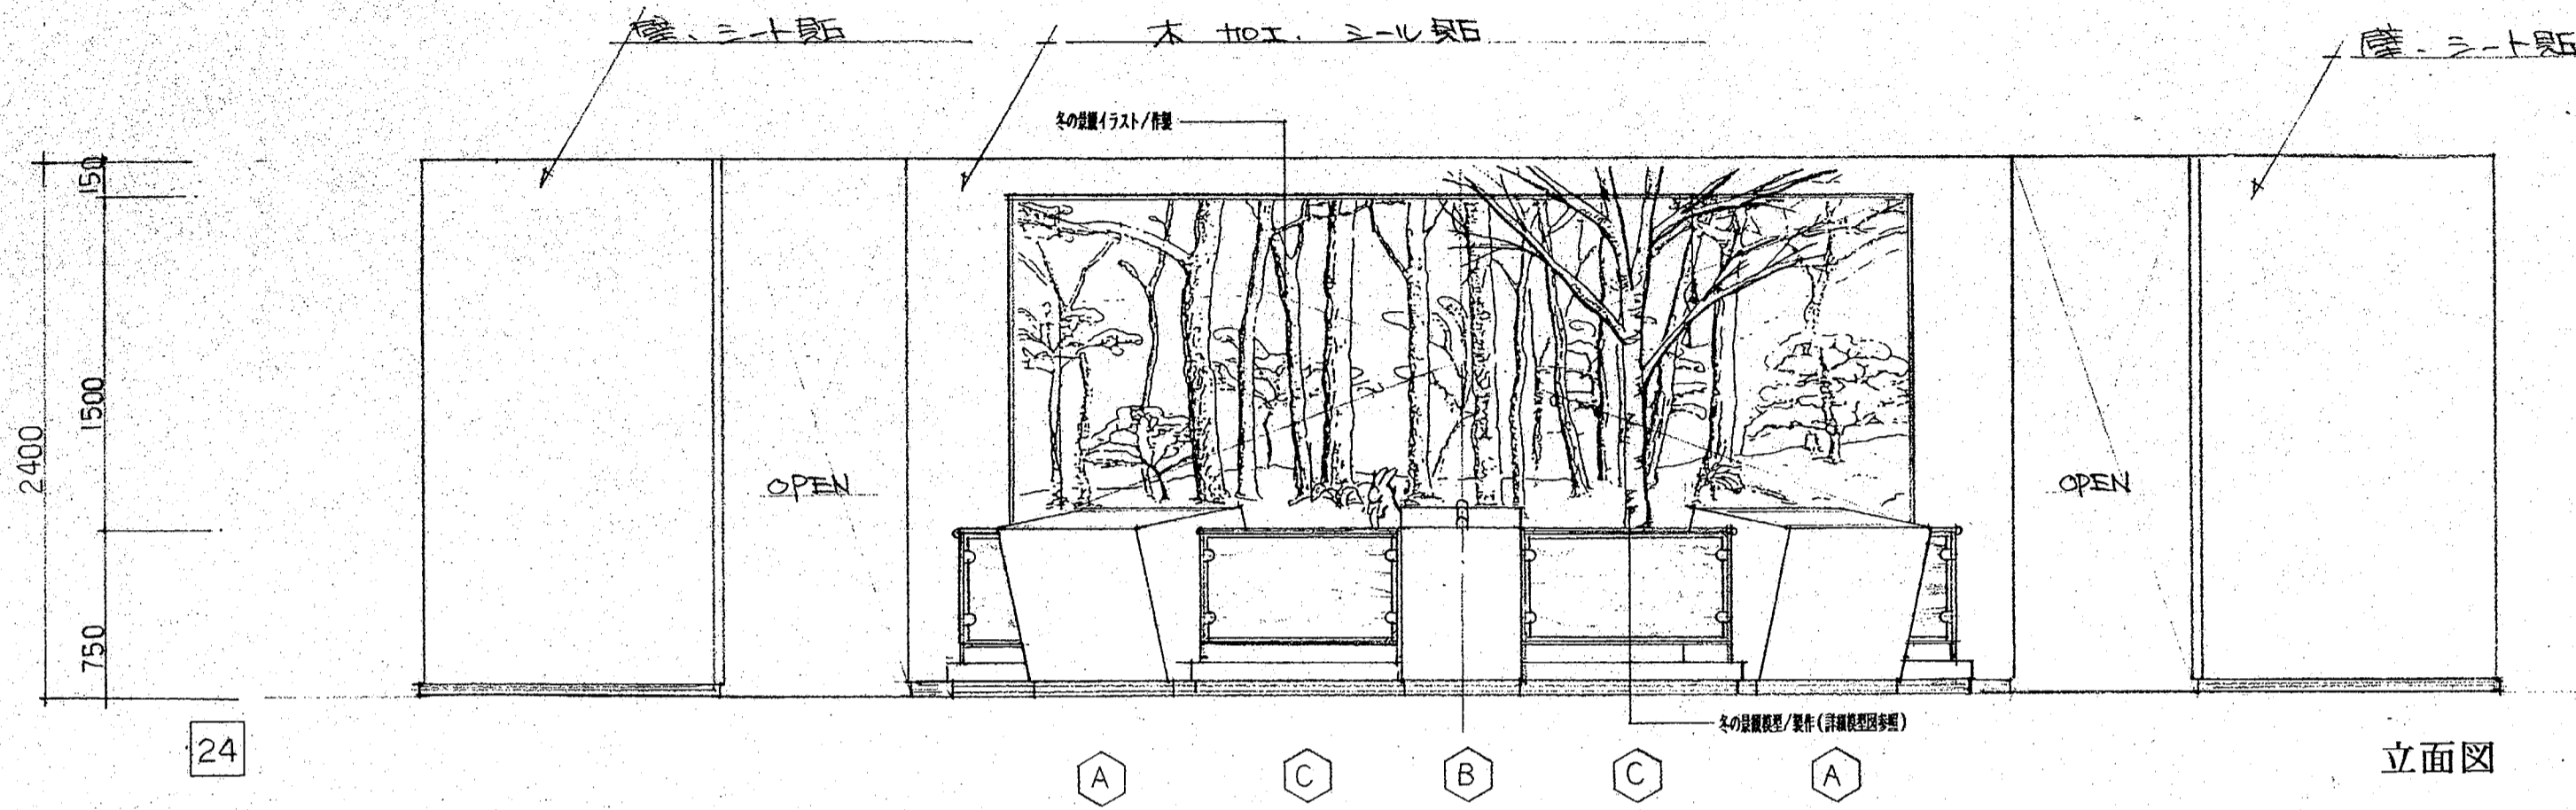 壁、シート貼
木 加工. シール貼
壁、シート貼
冬の景観イラスト/作製
150
1500
2400
750
OPEN
OPEN
冬の景観模型/製作(詳細模型図参照)
24
A
C
B
C
A
立面図